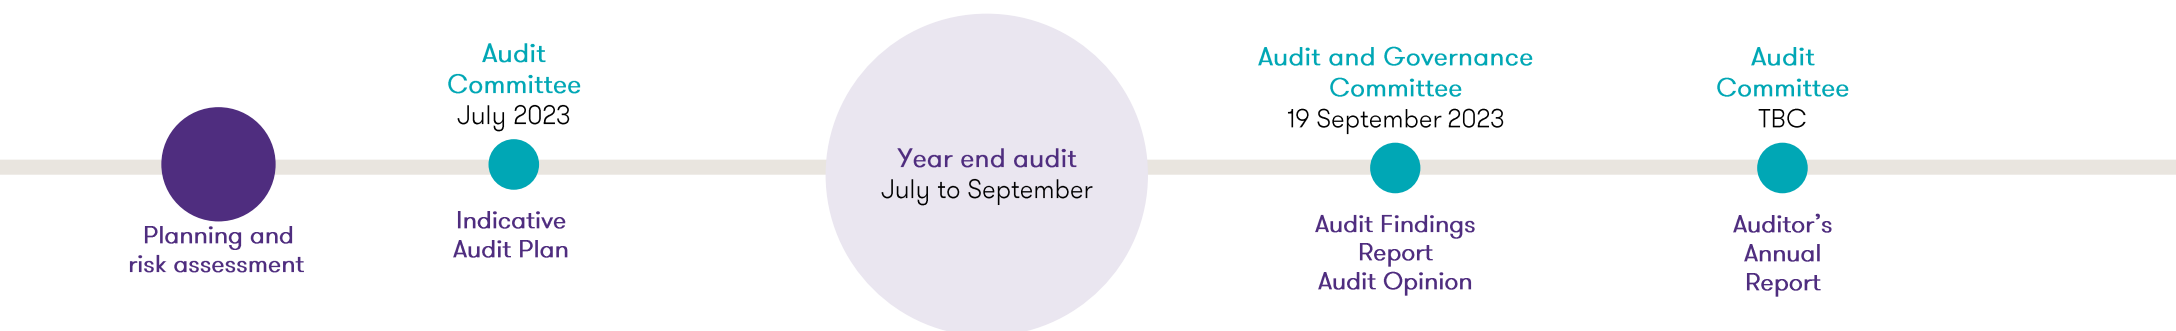 Planning and
risk assessment
Audit
Committee
July 2023
Indicative
Audit Plan
Year end audit
July to September
Audit and Governance
Committee
19 September 2023
Audit Findings
Report
Audit Opinion
Audit
Committee
TBC
Auditor’s
Annual
Report